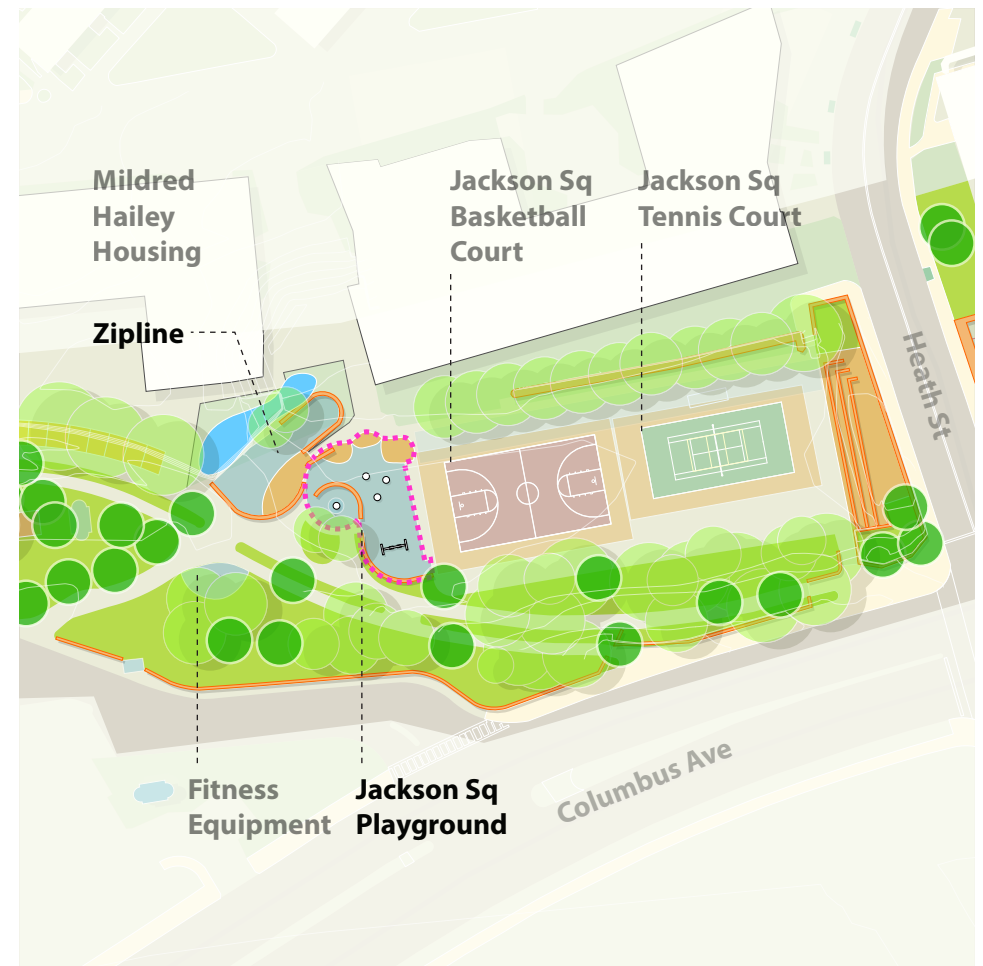 Mildred
Hailey
Housing
Jackson Sq
Basketball
Court
Jackson Sq
Tennis Court
Zipline
Heath St
Fitness
Equipment
Jackson Sq
Playground
Columbus Ave